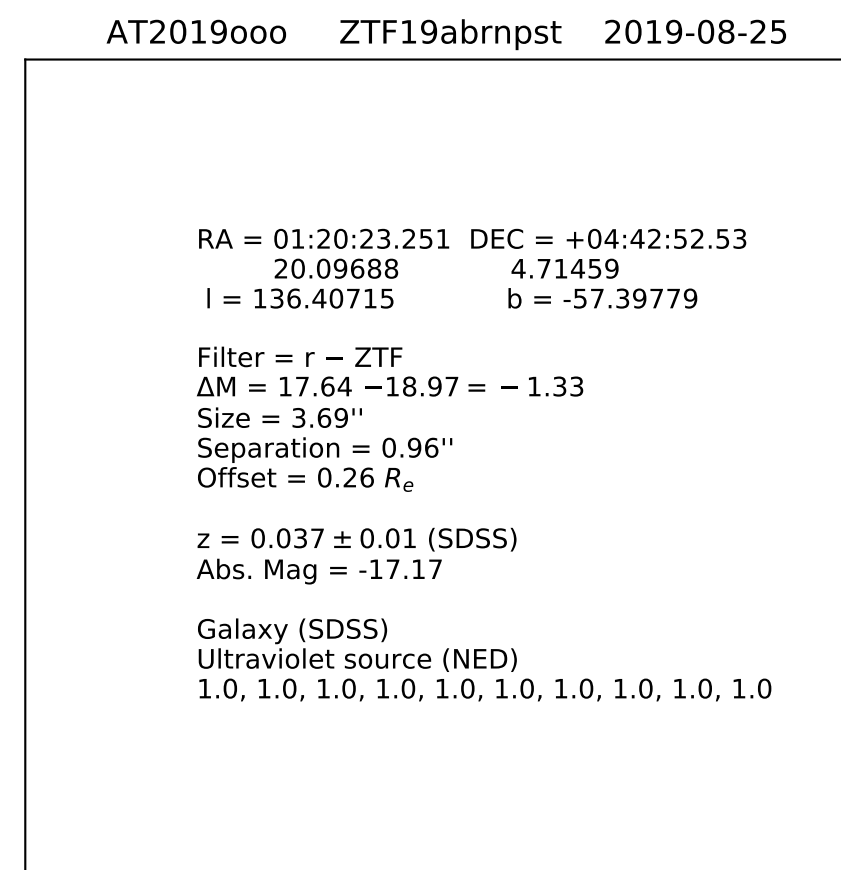 AT2019ooo ZTF19abrnpst 2019-08-25
RA = 01:20:23.251 DEC = +04:42:52.53
20.09688 4.71459
l = 136.40715 b = -57.39779
Filter = r − ZTF
ΔM = 17.64 −18.97 = − 1.33
Size = 3.69''
Separation = 0.96''
Offset = 0.26 Rₑ
z = 0.037 ± 0.01 (SDSS)
Abs. Mag = -17.17
Galaxy (SDSS)
Ultraviolet source (NED)
1.0, 1.0, 1.0, 1.0, 1.0, 1.0, 1.0, 1.0, 1.0, 1.0